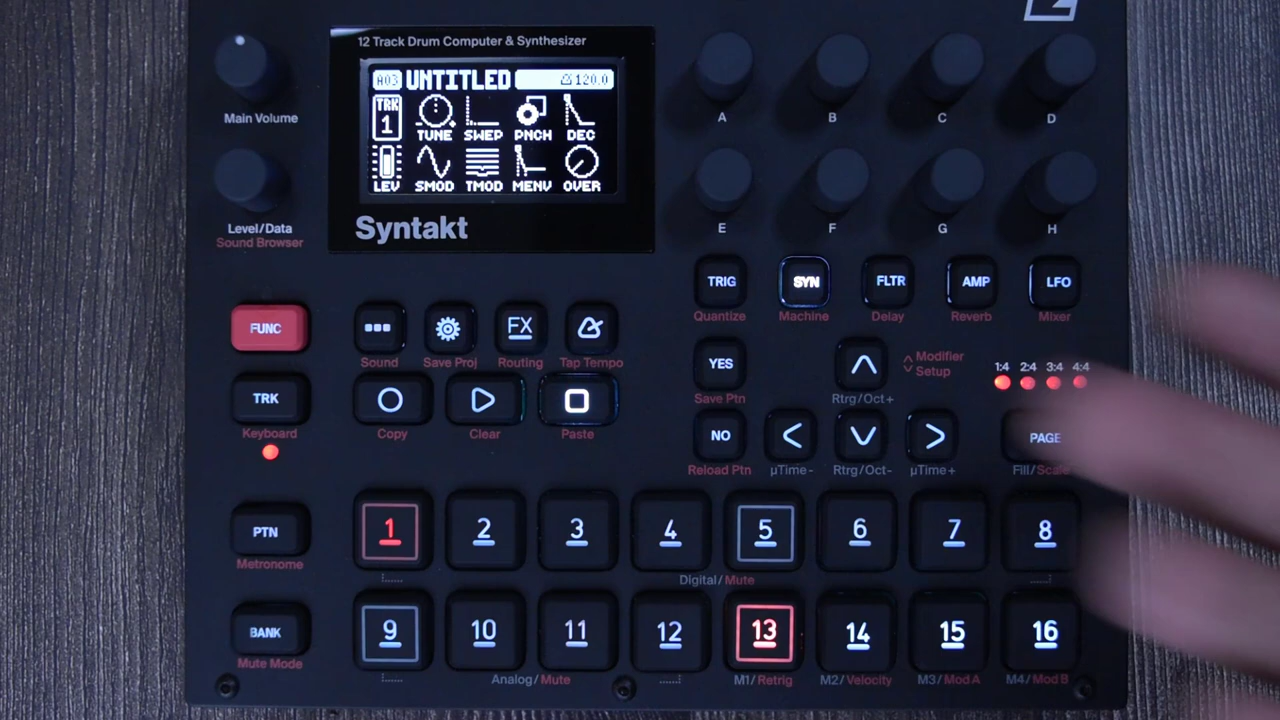 12 Track Drum Computer & Synthesizer
A03 UNTITLED 120.0
TRK 1 TUNE SWEP PNCH DEC
LEV SMOD TMOD MENV OVER
Syntakt
Main Volume
Level/Data
Sound Browser
A B C D
E F G H
TRIG SYN FLTR AMP LFO
Quantize Machine Delay Reverb Mixer
FUNC FX
Sound Save Proj Routing Tap Tempo
YES
Save Ptn
Rtrg/Oct+
Modifier
Setup
1:4 2:4 3:4 4:4
TRK
Keyboard
Copy Clear Paste
NO PAGE
Reload Ptn µTime- Rtrg/Oct- µTime+ Fill/Scale
PTN
Metronome
1 2 3 4 5 6 7 8
Digital/Mute
BANK
Mute Mode
9 10 11 12 13 14 15 16
Analog/Mute M1/Retrig M2/Velocity M3/Mod A M4/Mod B